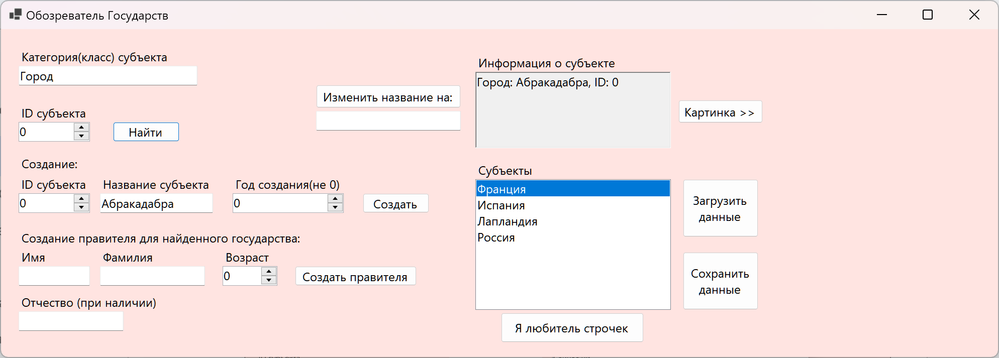 Обозреватель Государств
Категория(класс) субъекта
Город
ID субъекта
0
Найти
Изменить название на:
Информация о субъекте
Город: Абракадабра, ID: 0
Картинка >>
Создание:
ID субъекта
Название субъекта
Год создания(не 0)
0
Абракадабра
0
Создать
Создание правителя для найденного государства:
Имя
Фамилия
Возраст
0
Создать правителя
Отчество (при наличии)
Субъекты
Франция
Испания
Лапландия
Россия
Загрузить
данные
Сохранить
данные
Я любитель строчек